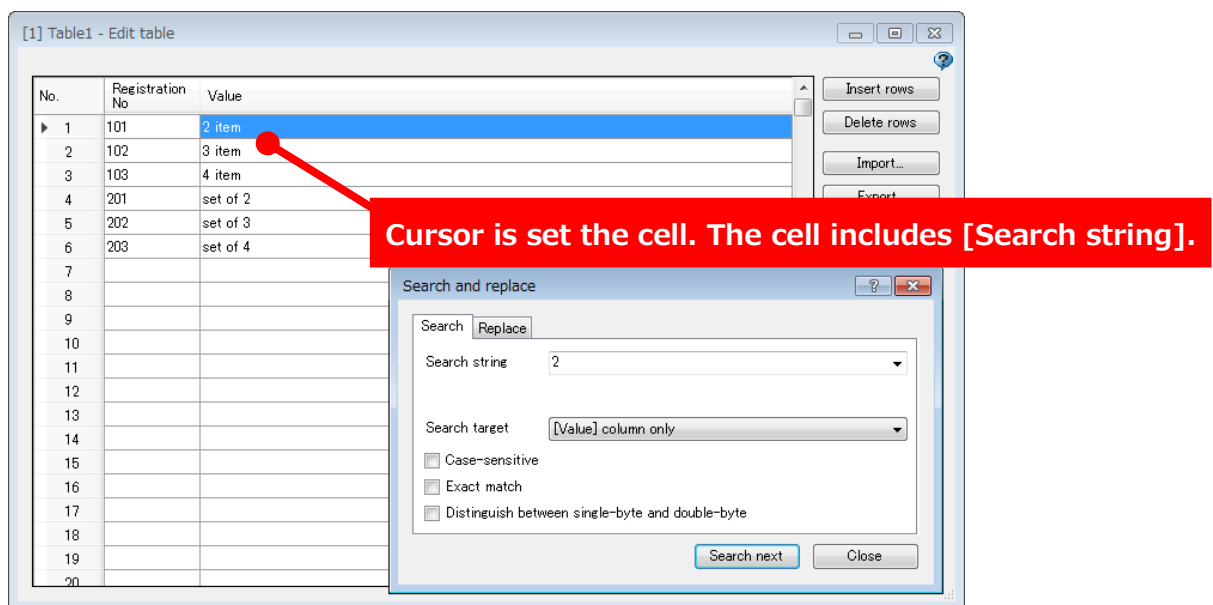 [1] Table1 - Edit table
No. Registration No Value
1 101 2 item
2 102 3 item
3 103 4 item
4 201 set of 2
5 202 set of 3
6 203 set of 4
7
8
9
10
11
12
13
14
15
16
17
18
19
20
Insert rows
Delete rows
Import...
Export
Cursor is set the cell. The cell includes [Search string].
Search and replace
Search Replace
Search string 2
Search target [Value] column only
Case-sensitive
Exact match
Distinguish between single-byte and double-byte
Search next Close